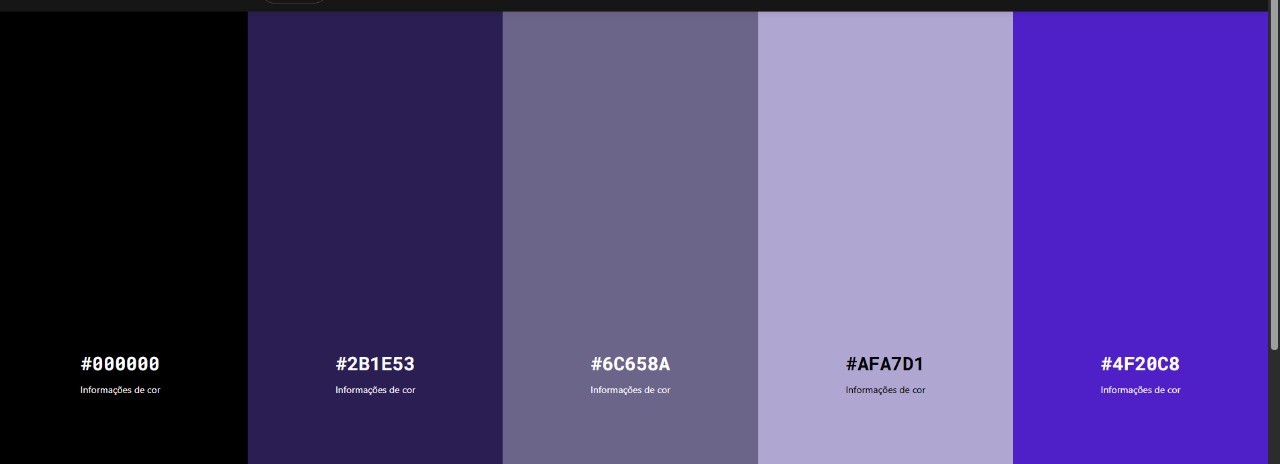 #000000
Informações de cor
#2B1E53
Informações de cor
#6C658A
Informações de cor
#AFA7D1
Informações de cor
#4F20C8
Informações de cor